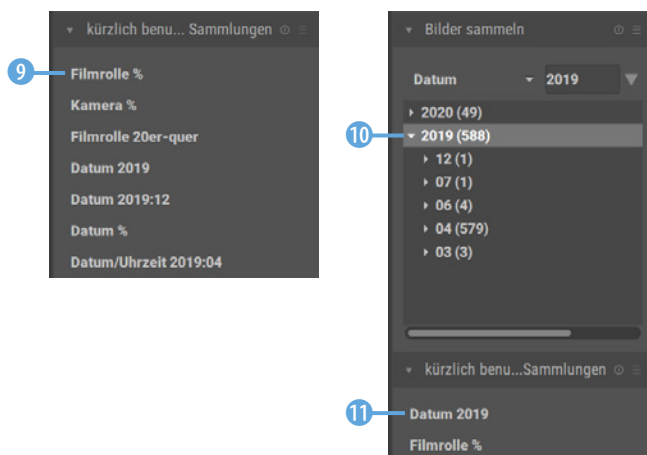 kürzlich benu... Sammlungen
9
Filmrolle %
Kamera %
Filmrolle 20er-quer
Datum 2019
Datum 2019:12
Datum %
Datum/Uhrzeit 2019:04
Bilder sammeln
Datum 2019
2020 (49)
10
2019 (588)
12 (1)
07 (1)
06 (4)
04 (579)
03 (3)
kürzlich benu...Sammlungen
11
Datum 2019
Filmrolle %